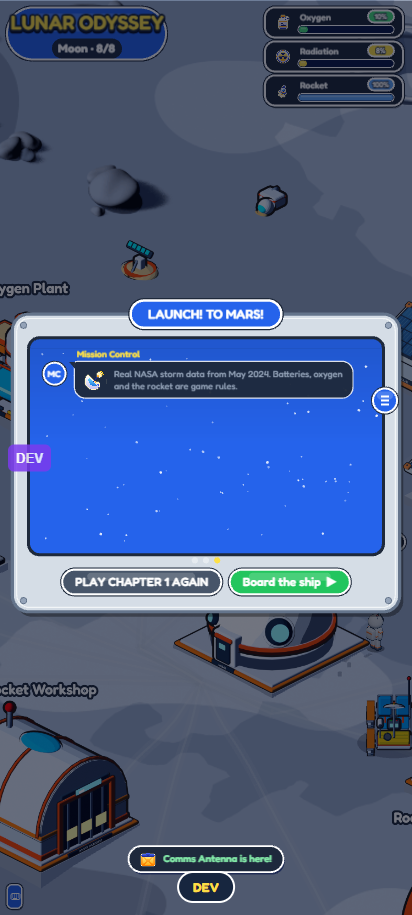 LUNAR ODYSSEY
Moon · 8/8
Oxygen 10%
Radiation 8%
Rocket 100%
ygen Plant
LAUNCH! TO MARS!
Mission Control
MC
Real NASA storm data from May 2024. Batteries, oxygen
and the rocket are game rules.
DEV
PLAY CHAPTER 1 AGAIN
Board the ship ▶
cket Workshop
Ro
Comms Antenna is here!
DEV